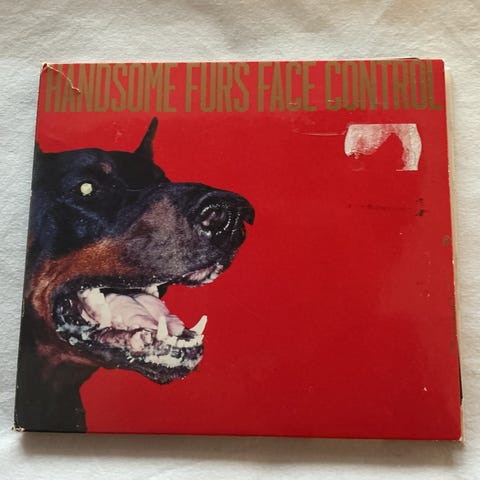 HANDSOME FURS FACE CONTROL